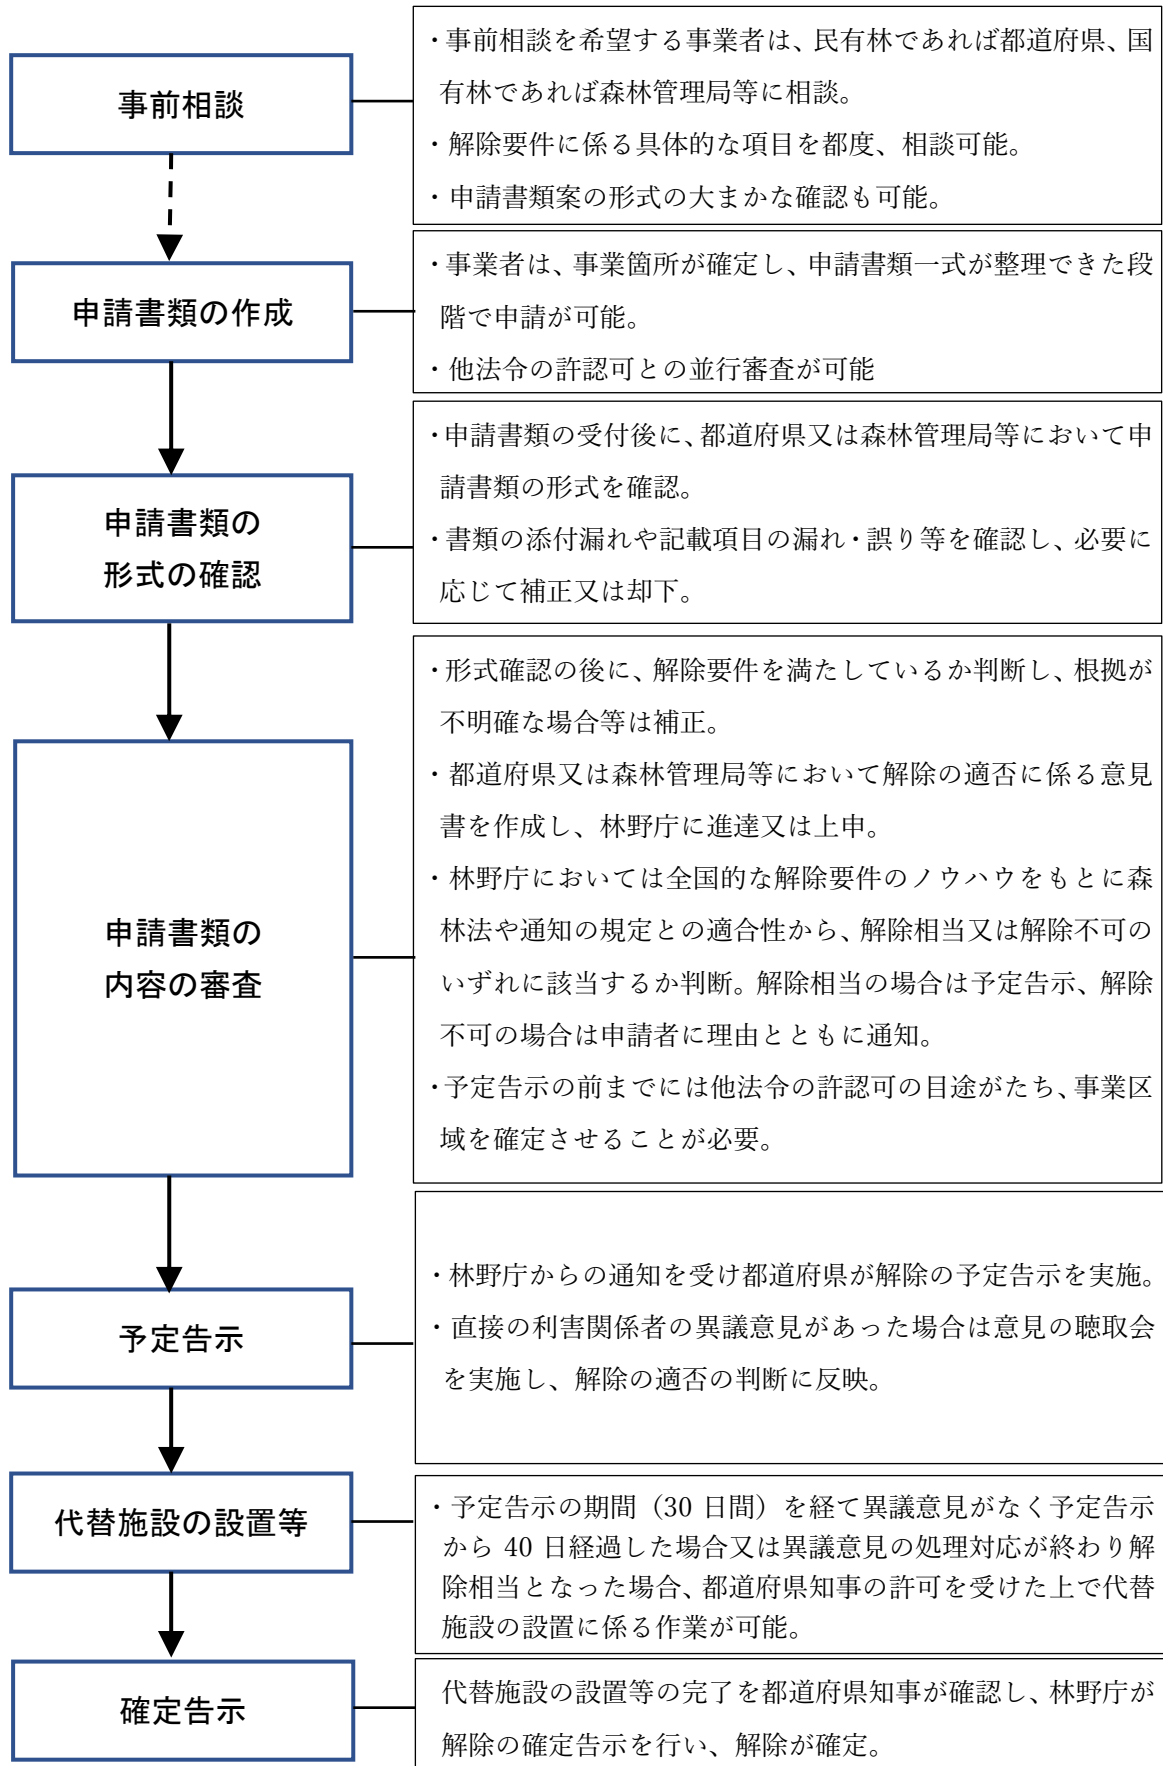 事前相談
・事前相談を希望する事業者は、民有林であれば都道府県、国
有林であれば森林管理局等に相談。
・解除要件に係る具体的な項目を都度、相談可能。
・申請書類案の形式の大まかな確認も可能。
申請書類の作成
・事業者は、事業箇所が確定し、申請書類一式が整理できた段
階で申請が可能。
・他法令の許認可との並行審査が可能
申請書類の
形式の確認
・申請書類の受付後に、都道府県又は森林管理局等において申
請書類の形式を確認。
・書類の添付漏れや記載項目の漏れ・誤り等を確認し、必要に
応じて補正又は却下。
申請書類の
内容の審査
・形式確認の後に、解除要件を満たしているか判断し、根拠が
不明確な場合等は補正。
・都道府県又は森林管理局等において解除の適否に係る意見
書を作成し、林野庁に進達又は上申。
・林野庁においては全国的な解除要件のノウハウをもとに森
林法や通知の規定との適合性から、解除相当又は解除不可の
いずれに該当するか判断。解除相当の場合は予定告示、解除
不可の場合は申請者に理由とともに通知。
・予定告示の前までには他法令の許認可の目途がたち、事業区
域を確定させることが必要。
予定告示
・林野庁からの通知を受け都道府県が解除の予定告示を実施。
・直接の利害関係者の異議意見があった場合は意見の聴取会
を実施し、解除の適否の判断に反映。
代替施設の設置等
・予定告示の期間（30 日間）を経て異議意見がなく予定告示
から 40 日経過した場合又は異議意見の処理対応が終わり解
除相当となった場合、都道府県知事の許可を受けた上で代替
施設の設置に係る作業が可能。
確定告示
代替施設の設置等の完了を都道府県知事が確認し、林野庁が
解除の確定告示を行い、解除が確定。